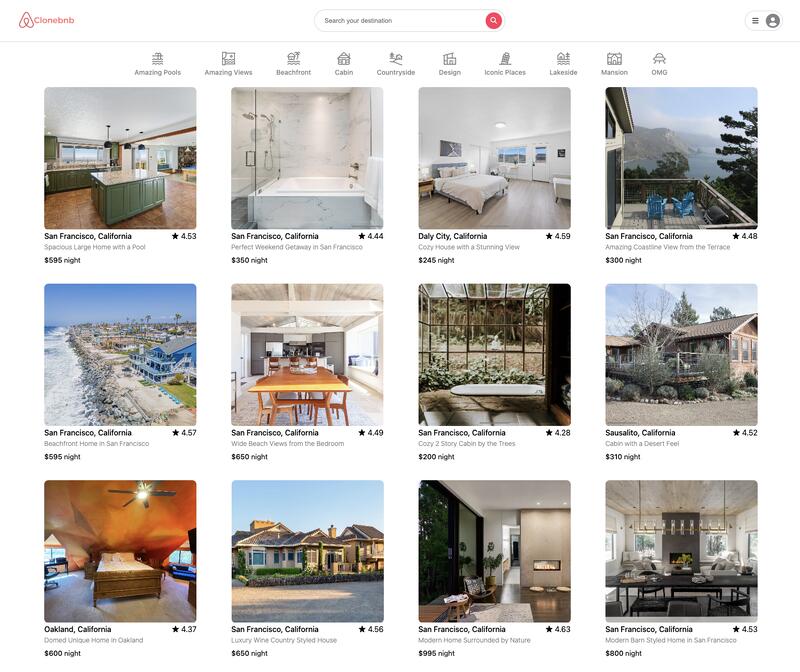 Clonebnb
Search your destination
Amazing Pools
Amazing Views
Beachfront
Cabin
Countryside
Design
Iconic Places
Lakeside
Mansion
OMG
San Francisco, California ★ 4.53
Spacious Large Home with a Pool
$595 night
San Francisco, California ★ 4.44
Perfect Weekend Getaway in San Francisco
$350 night
Daly City, California ★ 4.59
Cozy House with a Stunning View
$245 night
San Francisco, California ★ 4.48
Amazing Coastline View from the Terrace
$300 night
San Francisco, California ★ 4.57
Beachfront Home in San Francisco
$595 night
San Francisco, California ★ 4.49
Wide Beach Views from the Bedroom
$650 night
San Francisco, California ★ 4.28
Cozy 2 Story Cabin by the Trees
$200 night
Sausalito, California ★ 4.52
Cabin with a Desert Feel
$310 night
Oakland, California ★ 4.37
Domed Unique Home in Oakland
$600 night
San Francisco, California ★ 4.56
Luxury Wine Country Styled House
$650 night
San Francisco, California ★ 4.63
Modern Home Surrounded by Nature
$995 night
San Francisco, California ★ 4.53
Modern Barn Styled Home in San Francisco
$800 night